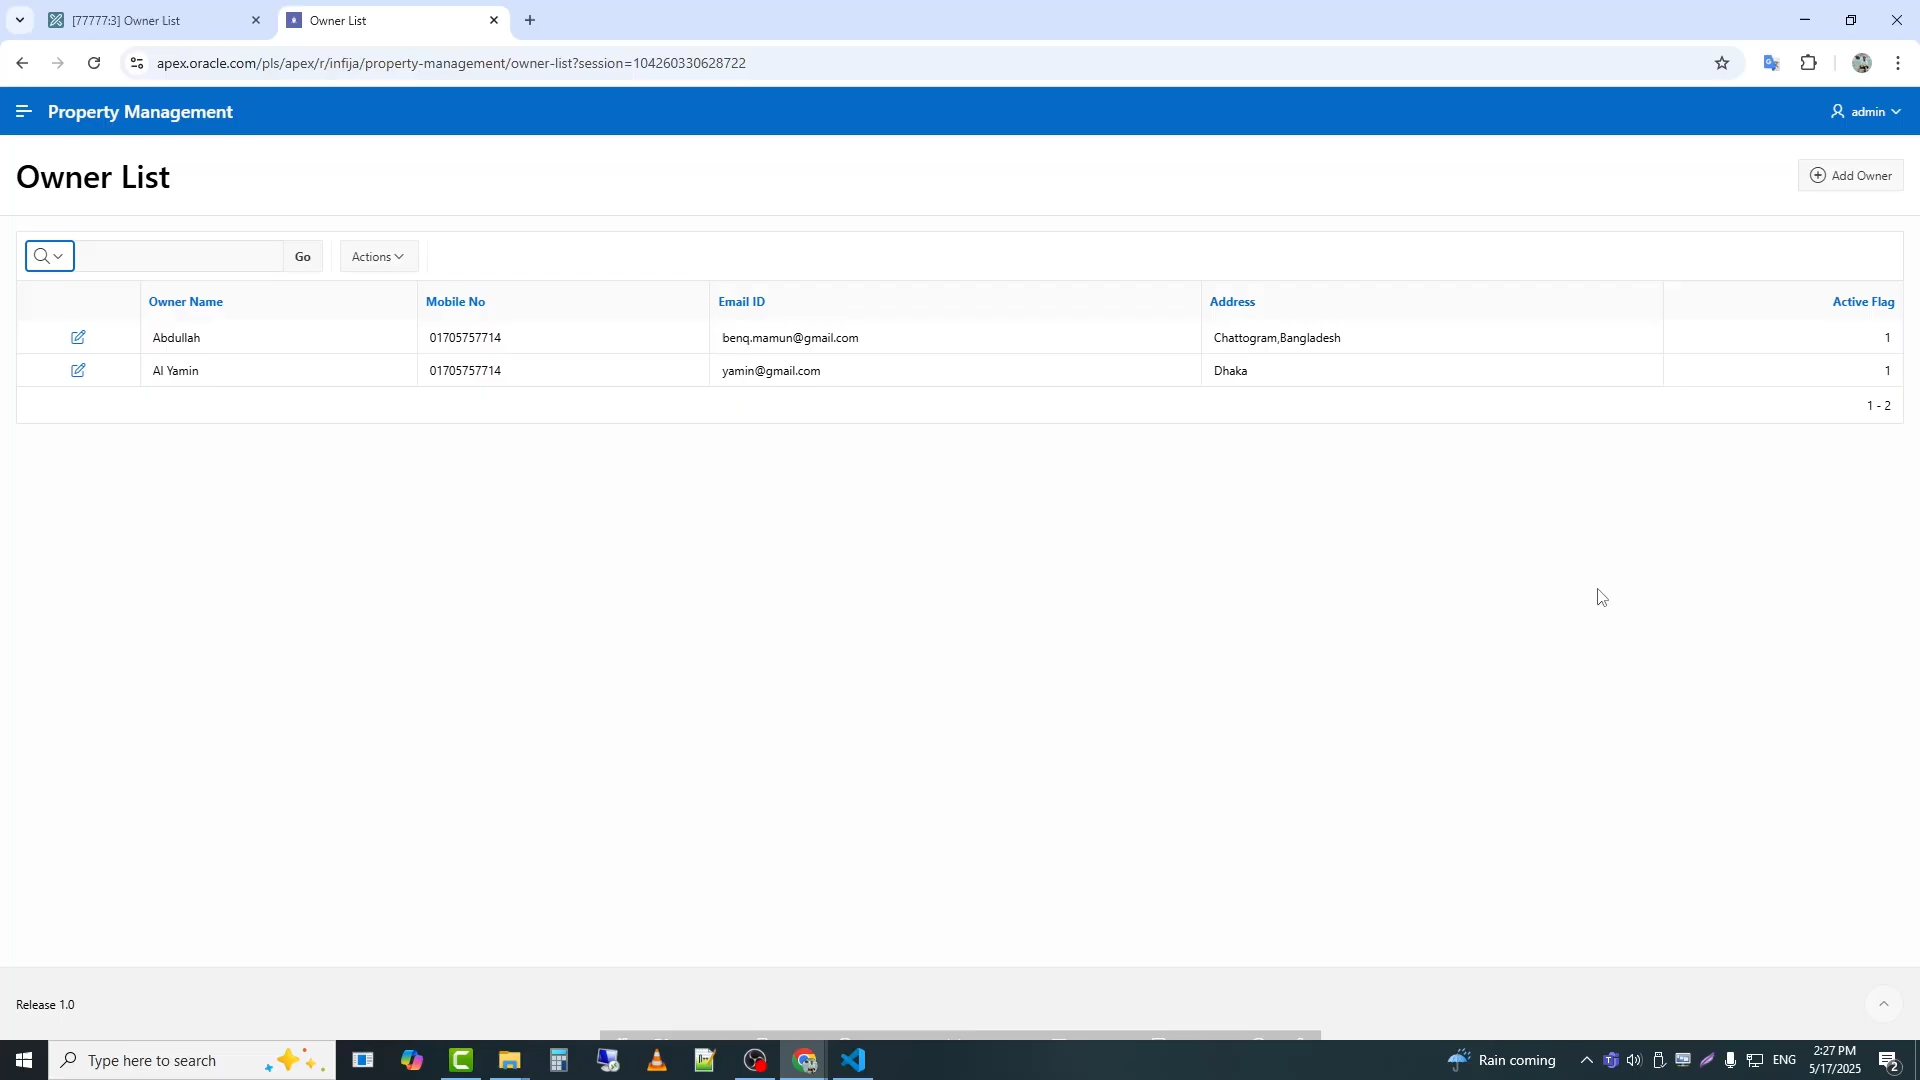 [77777:3] Owner List
Owner List
apex.oracle.com/pls/apex/r/infija/property-management/owner-list?session=104260330628722
Property Management
admin
Owner List
Add Owner
Go
Actions
Owner Name Mobile No Email ID Address Active Flag
Abdullah 01705757714 benq.mamun@gmail.com Chattogram,Bangladesh 1
Al Yamin 01705757714 yamin@gmail.com Dhaka 1
1 - 2
Release 1.0
Type here to search
Rain coming
ENG
2:27 PM
5/17/2025
2